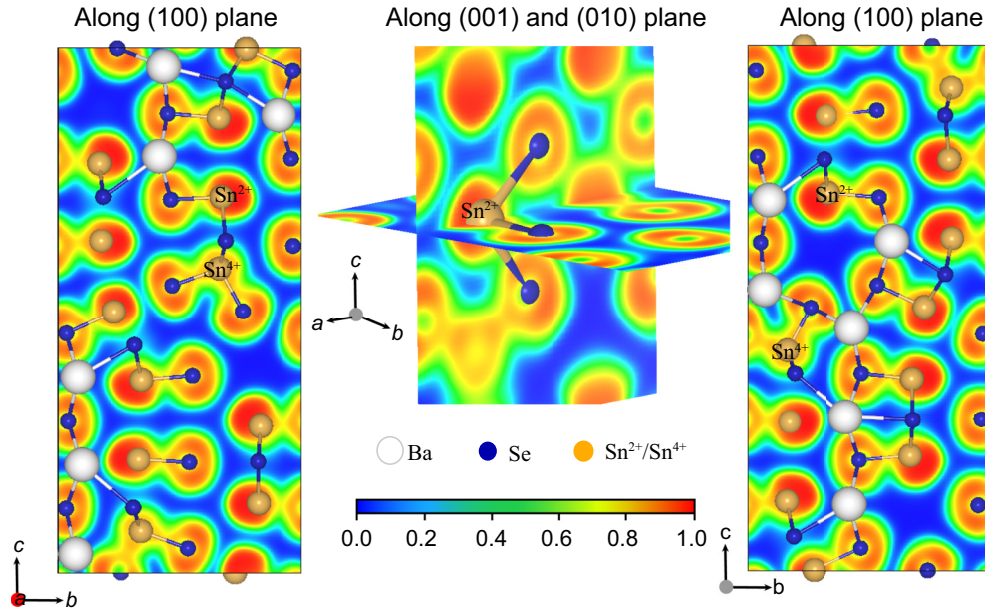 Along (100) plane
Along (001) and (010) plane
Along (100) plane
Sn²⁺
Sn⁴⁺
Sn²⁺
Sn²⁺
Sn⁴⁺
c
a
b
Ba
Se
Sn²⁺/Sn⁴⁺
0.0 0.2 0.4 0.6 0.8 1.0
c
a
b
c
b